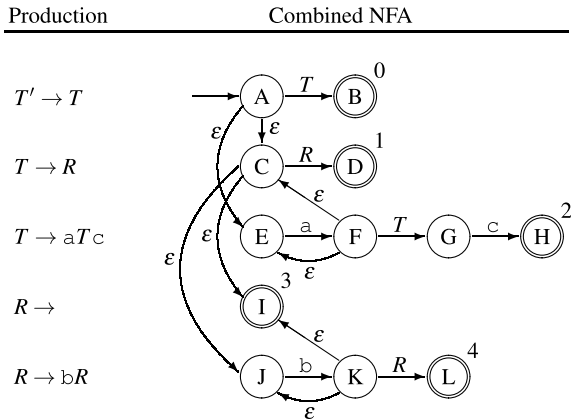 Production Combined NFA
T′ → T A T B 0
ε ε
T → R C R D 1
ε
T → aTc E a F T G c H 2
ε ε ε
R → I 3
ε
R → bR J b K R L 4
ε